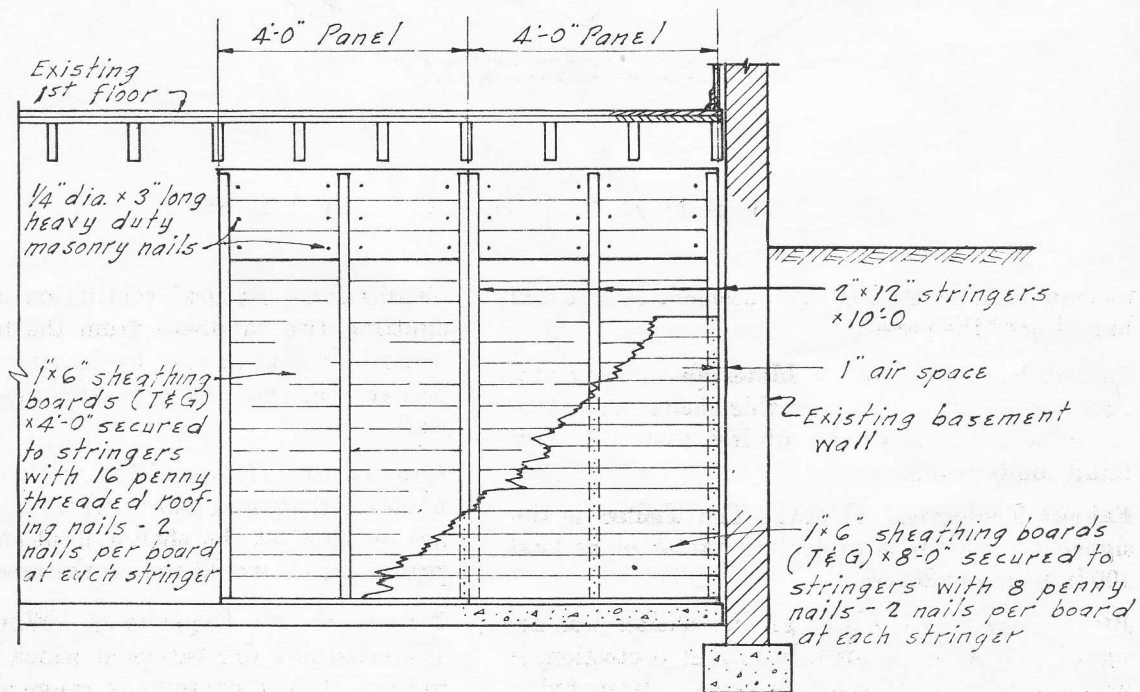 4'-0" Panel
4'-0" Panel
Existing
1st floor
1/4" dia. × 3" long
heavy duty
masonry nails
2" × 12" stringers
× 10'-0
1" air space
Existing basement
wall
1" × 6" sheathing
boards (T&G)
× 4'-0" secured
to stringers
with 16 penny
threaded roof-
ing nails - 2
nails per board
at each stringer
1" × 6" sheathing boards
(T&G) × 8'-0" secured to
stringers with 8 penny
nails - 2 nails per board
at each stringer